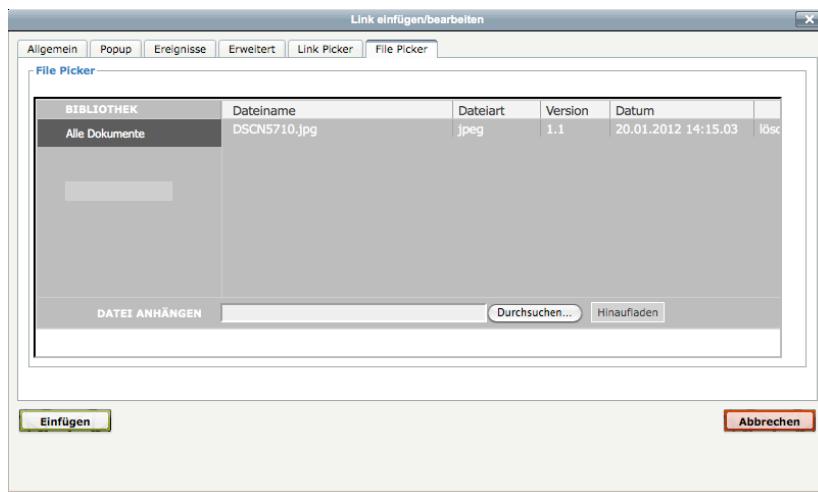 Link einfügen/bearbeiten
Allgemein Popup Ereignisse Erweitert Link Picker File Picker
File Picker
BIBLIOTHEK Dateiname Dateiart Version Datum
Alle Dokumente DSCN5710.jpg jpeg 1.1 20.01.2012 14:15.03 lösc
DATEI ANHÄNGEN Durchsuchen... Hinaufladen
Einfügen Abbrechen